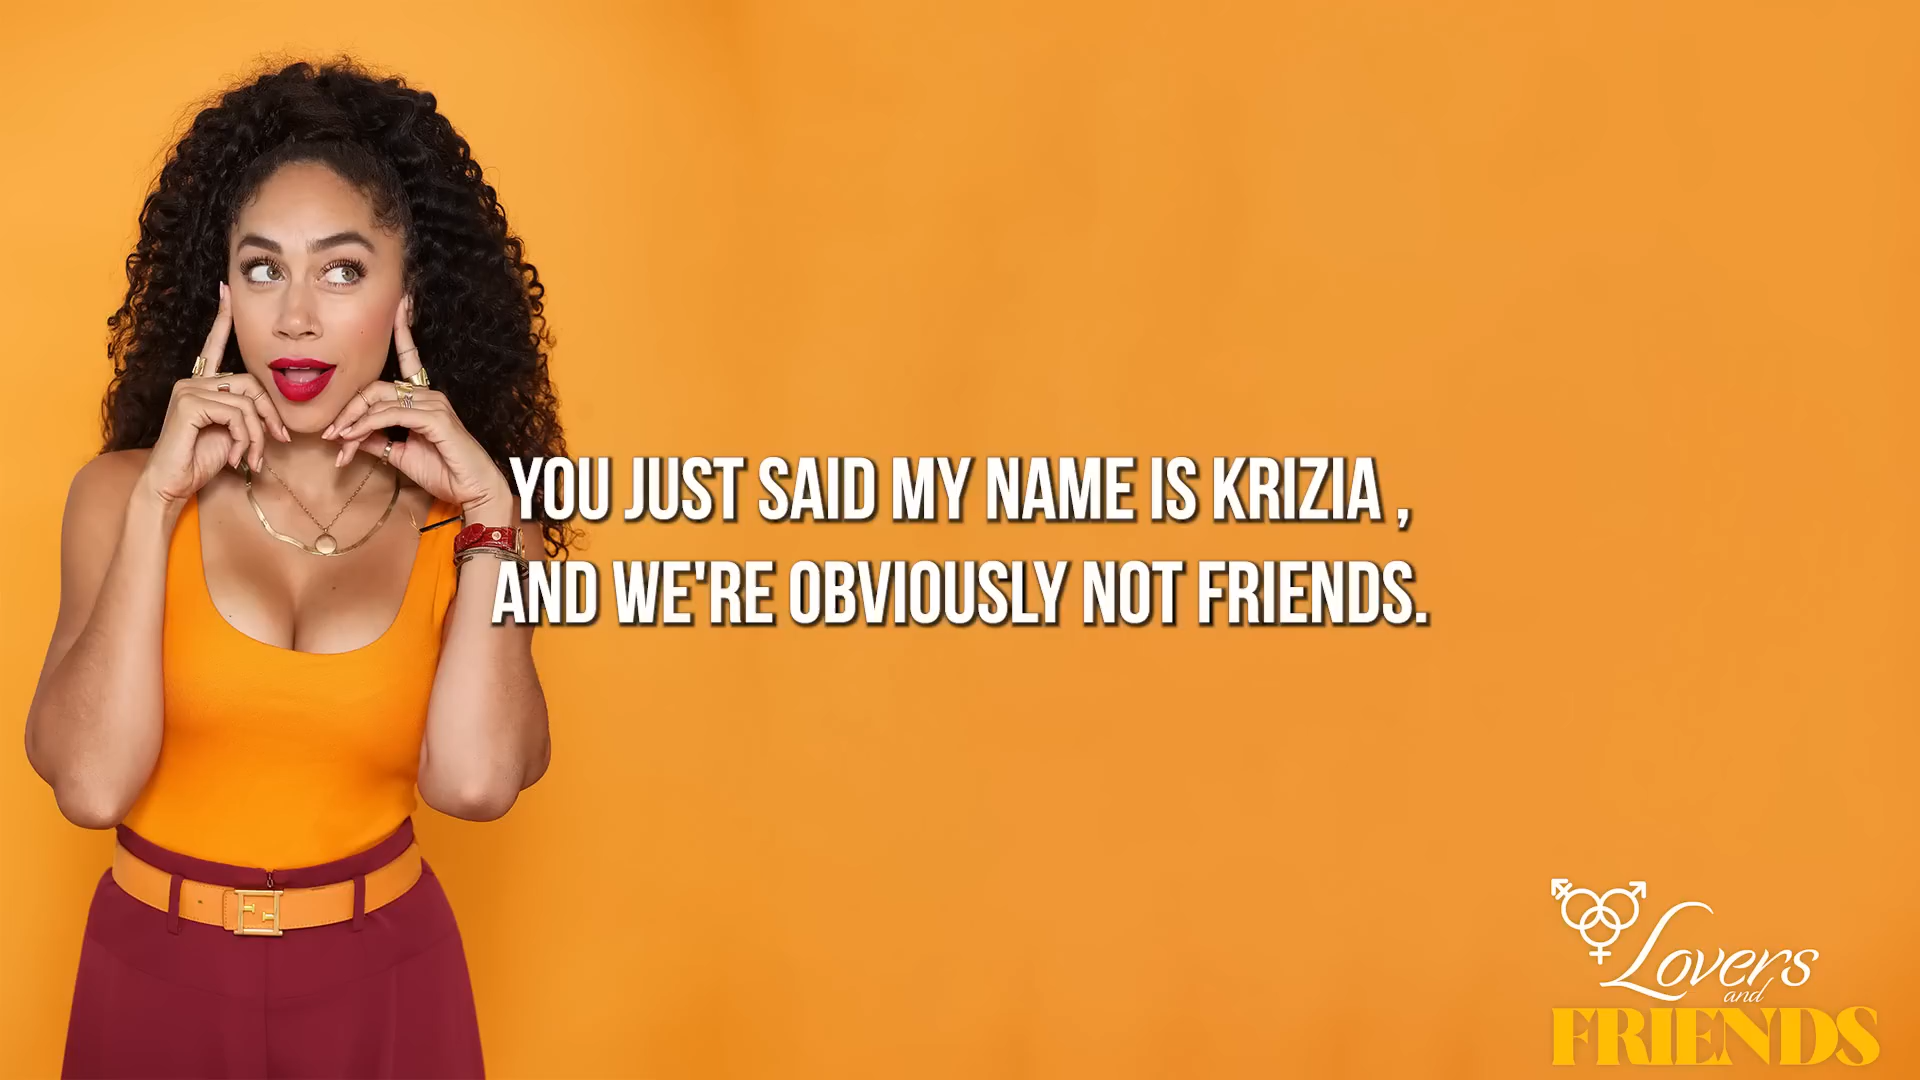 YOU JUST SAID MY NAME IS KRIZIA ,
AND WE'RE OBVIOUSLY NOT FRIENDS.
Lovers
and
FRIENDS